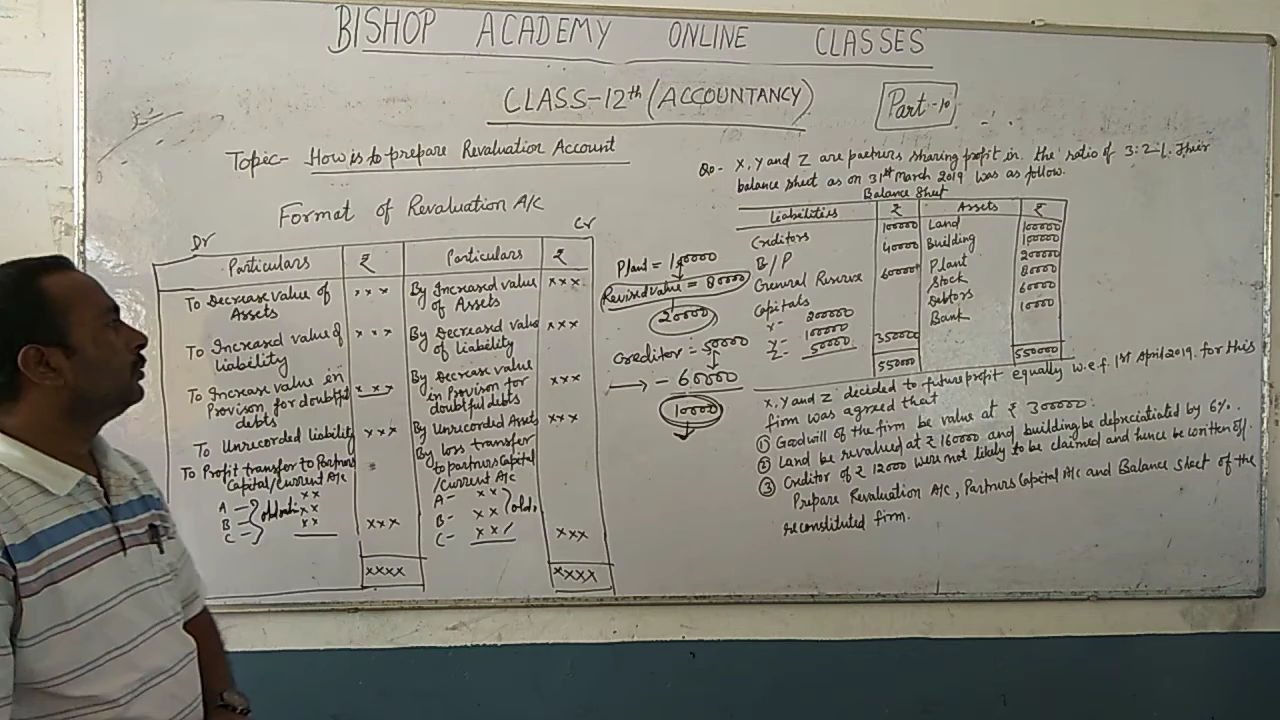 BISHOP ACADEMY ONLINE CLASSES
CLASS-12th (ACCOUNTANCY)
Part-10
Topic- How is to prepare Revaluation Account
Format of Revaluation A/C
Dr Cr
Particulars ₹ Particulars ₹
To Decrease value of Assets xxx
By Increased value of Assets xxx
To Increased value of liability xxx
By Decreased value of liability xxx
To Increase value in Provison for doubtful debts xxx
By Decrease value in Provison for doubtful debts xxx
To Unrecorded liability xxx
By Unrecorded Assets xxx
To Profit transfer to Partners Capital/current A/c
A - xx
B - xx
C - xx
old ratio
xxx
By loss transfer to partners Capital /current A/c
A- xx
B- xx
C- xx
xxx
xxxx xxxx
Plant = 100000
Revised value = 80000
20000
Creditor = 50000
- 60000
10000
Qo- X, Y and Z are partners sharing profit in the ratio of 3:2:1. Their
balance sheet as on 31st March 2019 was as follow.
Balance Sheet
Liabilities ₹ Assets ₹
Creditors 100000 Land 100000
B/P 40000 Building 100000
General Reserve 60000 Plant 200000
Capitals Stock 80000
X- 200000 Debtors 60000
Y- 100000 Bank 10000
Z- 50000 350000
55000 550000
X, Y and Z decided to future profit equally w.e.f. 1st April 2019. for this
firm was agreed that
① Goodwill of the firm be value at ₹ 300000.
② Land be revalued at ₹ 160000 and building be depreciatiated by 6%.
③ Creditor of ₹ 12000 were not likely to be claimed and hence be written off.
Prepare Revaluation A/C, Partners Capital A/C and Balance Sheet of the
reconstituted firm.